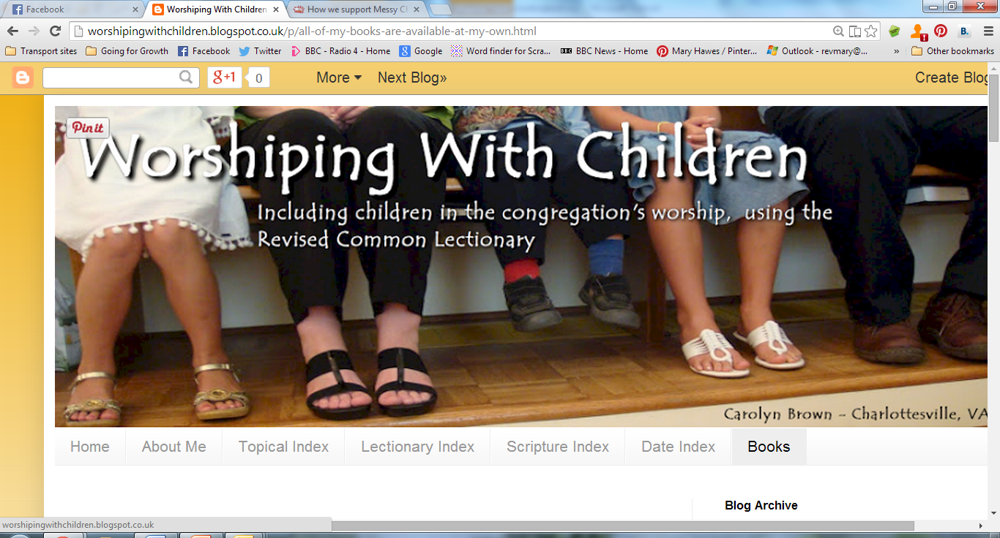 Facebook
Worshiping With Children
How we support Messy C
worshipingwithchildren.blogspot.co.uk/p/all-of-my-books-are-available-at-my-own.html
Transport sites Going for Growth Facebook Twitter BBC - Radio 4 - Home Google Word finder for Scra... BBC News - Home Mary Hawes / Pinter... Outlook - revmary@... » Other bookmarks
g+1 0 More Next Blog» Create Blog
Pin it
Worshiping With Children
Including children in the congregation's worship, using the
Revised Common Lectionary
Carolyn Brown - Charlottesville, VA
Home About Me Topical Index Lectionary Index Scripture Index Date Index Books
Blog Archive
worshipingwithchildren.blogspot.co.uk